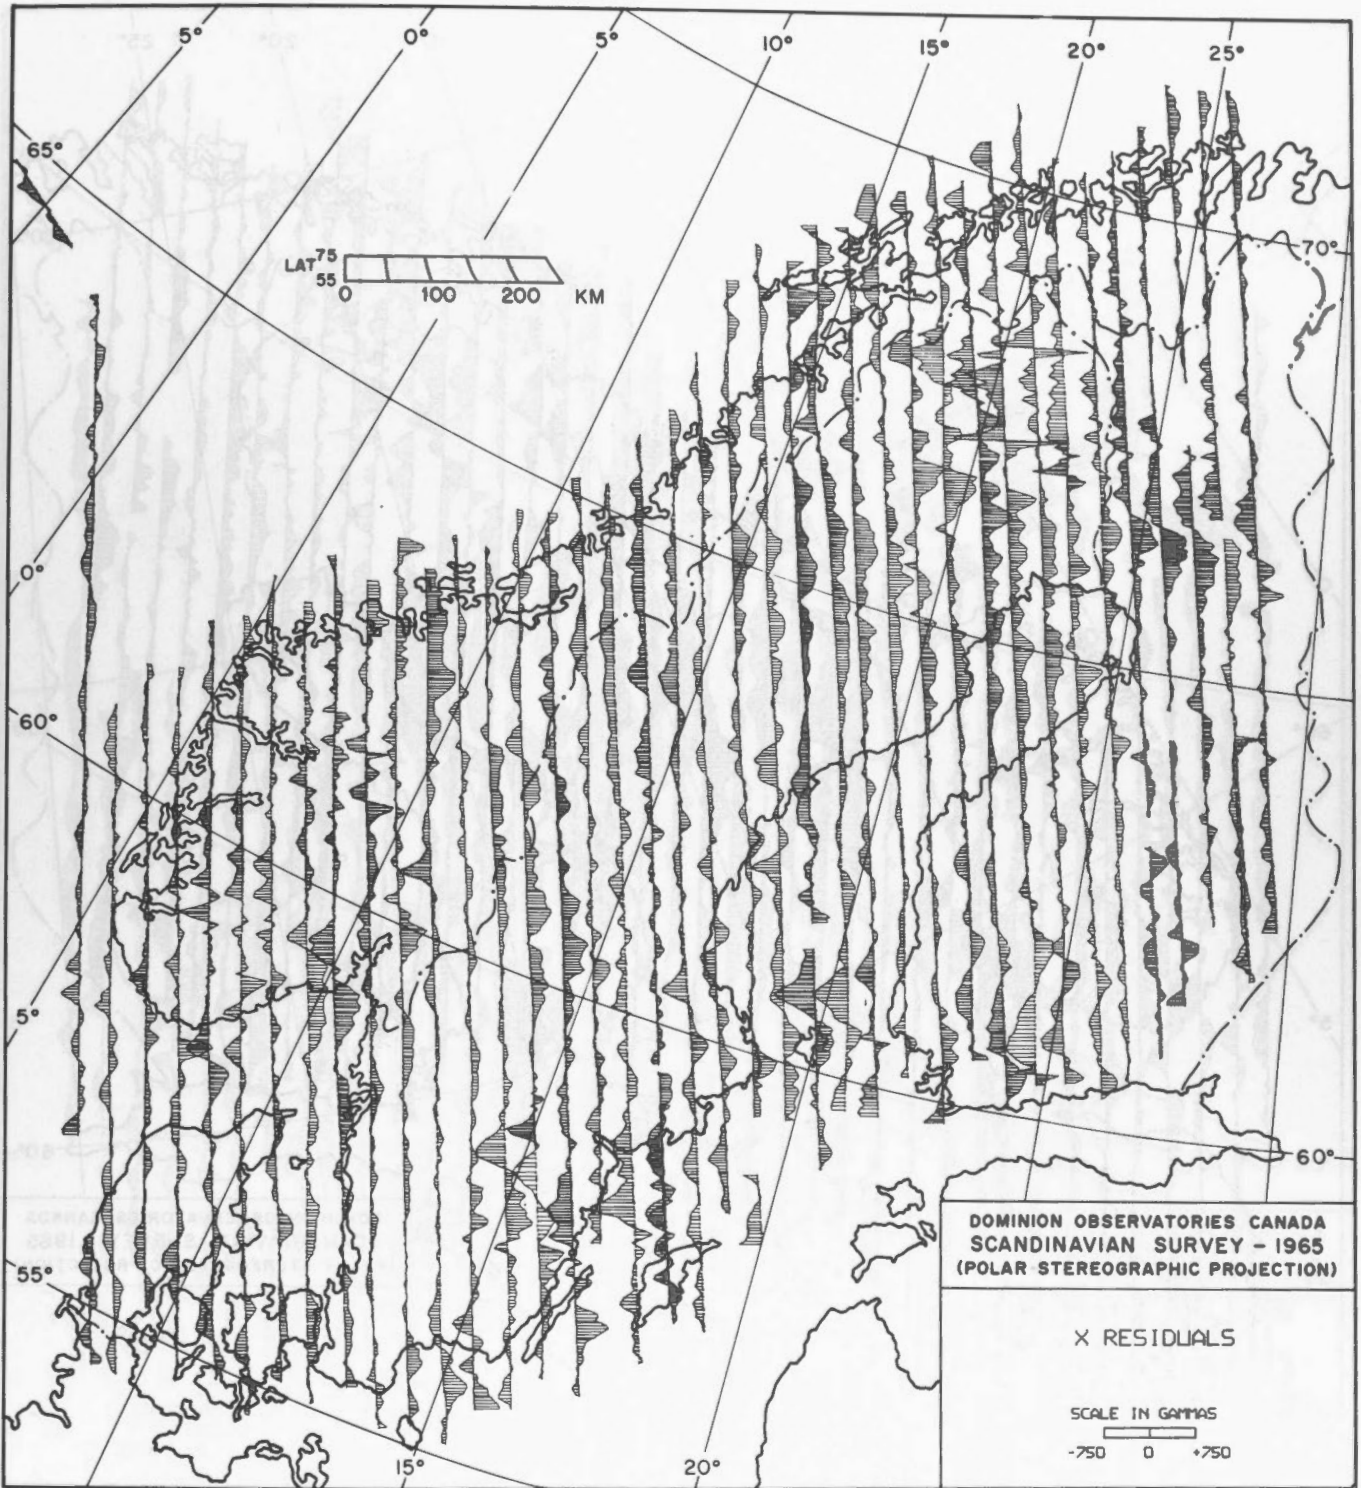 5° 0° 5° 10° 15° 20° 25°
65°
70°
LAT 75
55
0 100 200 KM
0°
60°
5°
60°
55°
15° 20°
DOMINION OBSERVATORIES CANADA
SCANDINAVIAN SURVEY - 1965
(POLAR STEREOGRAPHIC PROJECTION)
X RESIDUALS
SCALE IN GAMMAS
-750 0 +750